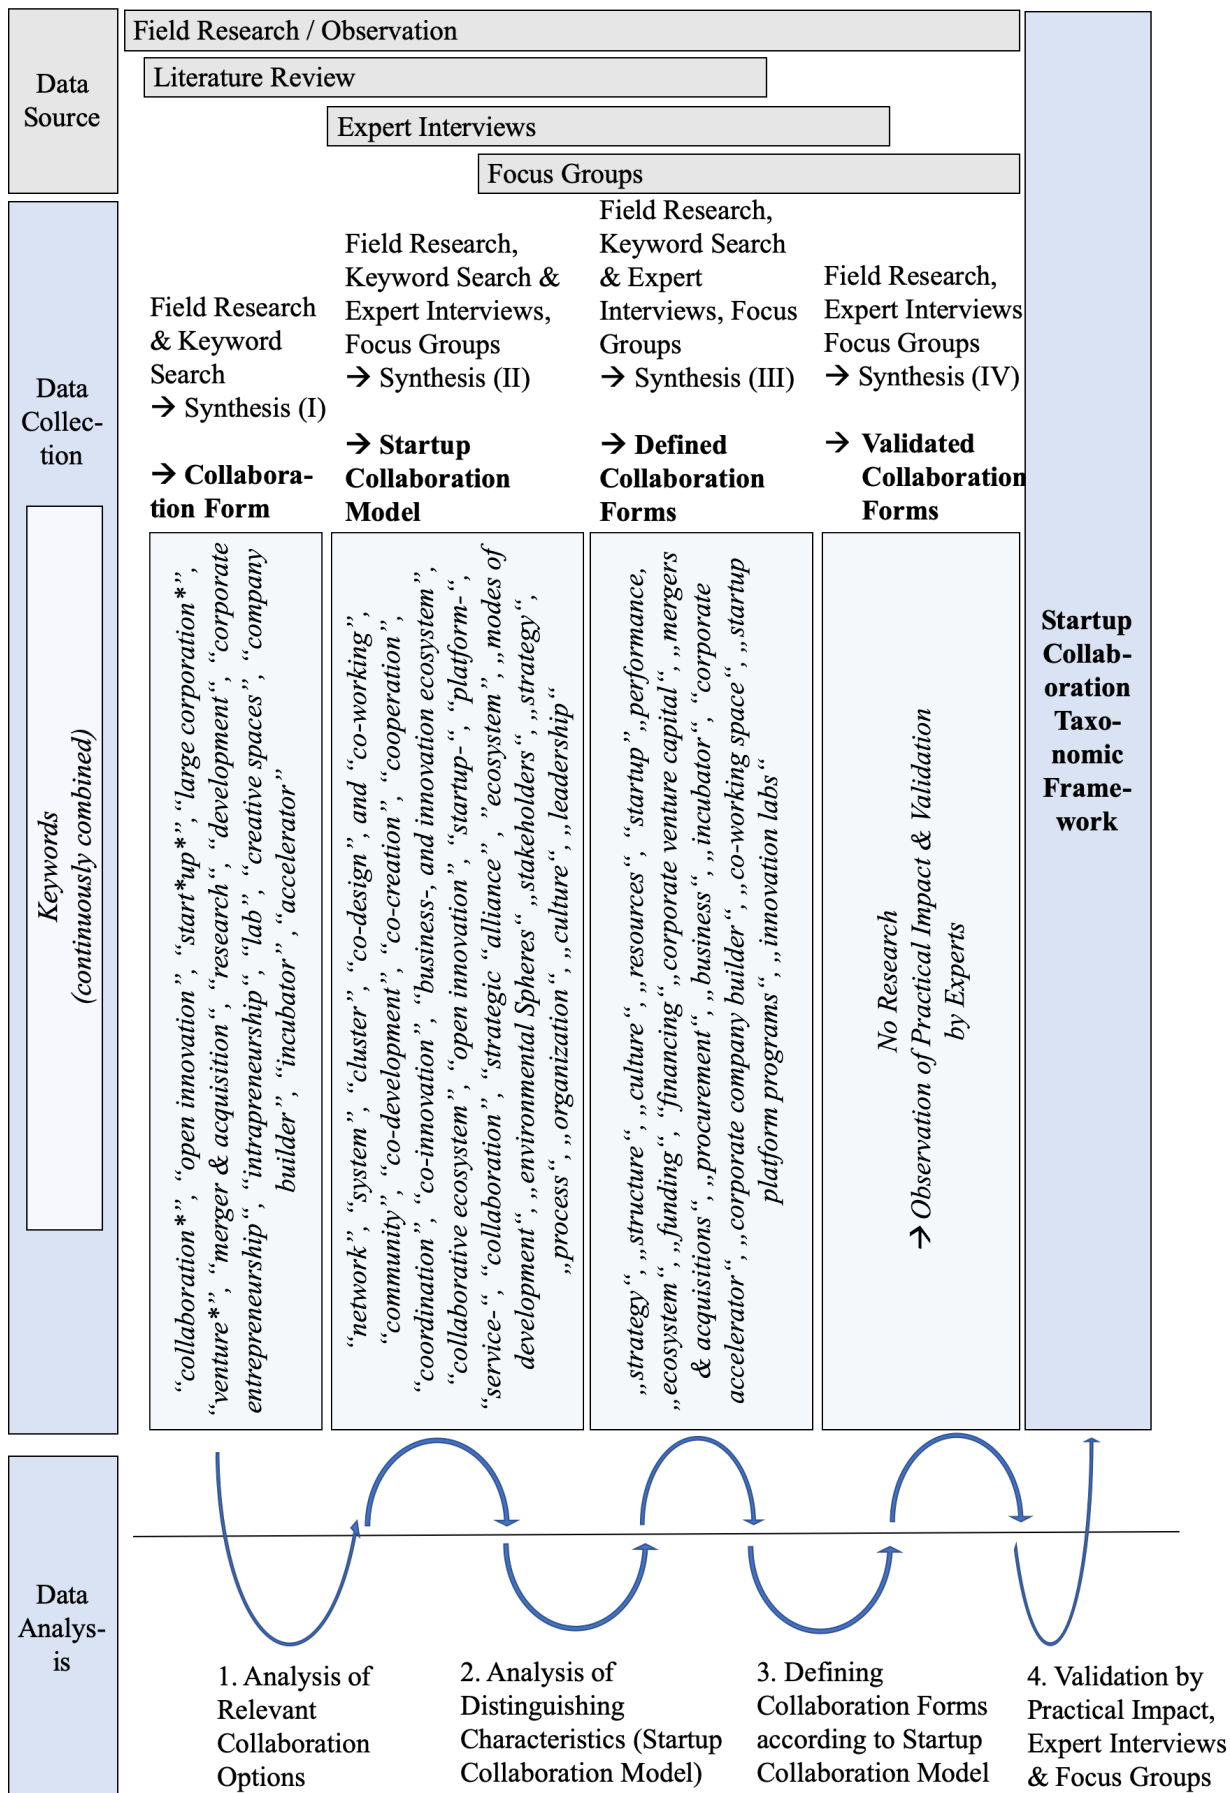 Data
Source
Field Research / Observation
Literature Review
Expert Interviews
Focus Groups
Data
Collec-
tion
Keywords
(continuously combined)
Field Research
& Keyword
Search
→ Synthesis (I)
→ Collabora-
tion Form
Field Research,
Keyword Search &
Expert Interviews,
Focus Groups
→ Synthesis (II)
→ Startup
Collaboration
Model
Field Research,
Keyword Search
& Expert
Interviews, Focus
Groups
→ Synthesis (III)
→ Defined
Collaboration
Forms
Field Research,
Expert Interviews
Focus Groups
→ Synthesis (IV)
→ Validated
Collaboration
Forms
“collaboration*”, “open innovation”, “start*up*”, “large corporation*”,
“venture*”, “merger & acquisition“, “research“, “development“, “corporate
entrepreneurship“, “intrapreneurship“, “lab”, “creative spaces”, “company
builder”, “incubator”, “accelerator”
“network”, “system”, “cluster”, “co-design”, and “co-working”,
“community”, “co-development”, “co-creation”, “cooperation”,
“coordination”, “co-innovation”, “business-, and innovation ecosystem”,
“collaborative ecosystem”, “open innovation”, “startup-“, “platform-“,
“service-“, “collaboration”, “strategic “alliance”, ”ecosystem”, „modes of
development“, „environmental Spheres” „stakeholders“, „strategy“,
„process“, „organization“, „culture“, „leadership“
„strategy“, „structure“, „culture“, „resources“, “startup”„performance,
„ecosystem“, „funding“, “financing“ „corporate venture capital“, „mergers
& acquisitions“, „procurement“, „business“, „incubator“, “corporate
accelerator“, „corporate company builder“, „co-working space“, „startup
platform programs“, „innovation labs“
No Research
→ Observation of Practical Impact & Validation
by Experts
Startup
Collab-
oration
Taxo-
nomic
Frame-
work
Data
Analys-
is
1. Analysis of
Relevant
Collaboration
Options
2. Analysis of
Distinguishing
Characteristics (Startup
Collaboration Model)
3. Defining
Collaboration Forms
according to Startup
Collaboration Model
4. Validation by
Practical Impact,
Expert Interviews
& Focus Groups